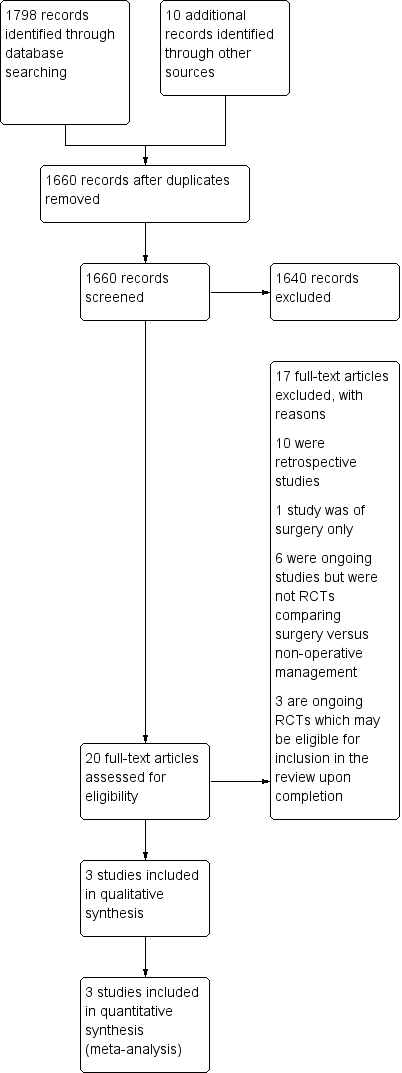 1798 records
identified through
database
searching
10 additional
records identified
through other
sources
1660 records after duplicates
removed
1660 records
screened
1640 records
excluded
17 full-text articles
excluded, with
reasons
10 were
retrospective
studies
1 study was of
surgery only
6 were ongoing
studies but were
not RCTs
comparing
surgery versus
non-operative
management
3 are ongoing
RCTs which may
be eligible for
inclusion in the
review upon
completion
20 full-text articles
assessed for
eligibility
3 studies included
in qualitative
synthesis
3 studies included
in quantitative
synthesis
(meta-analysis)